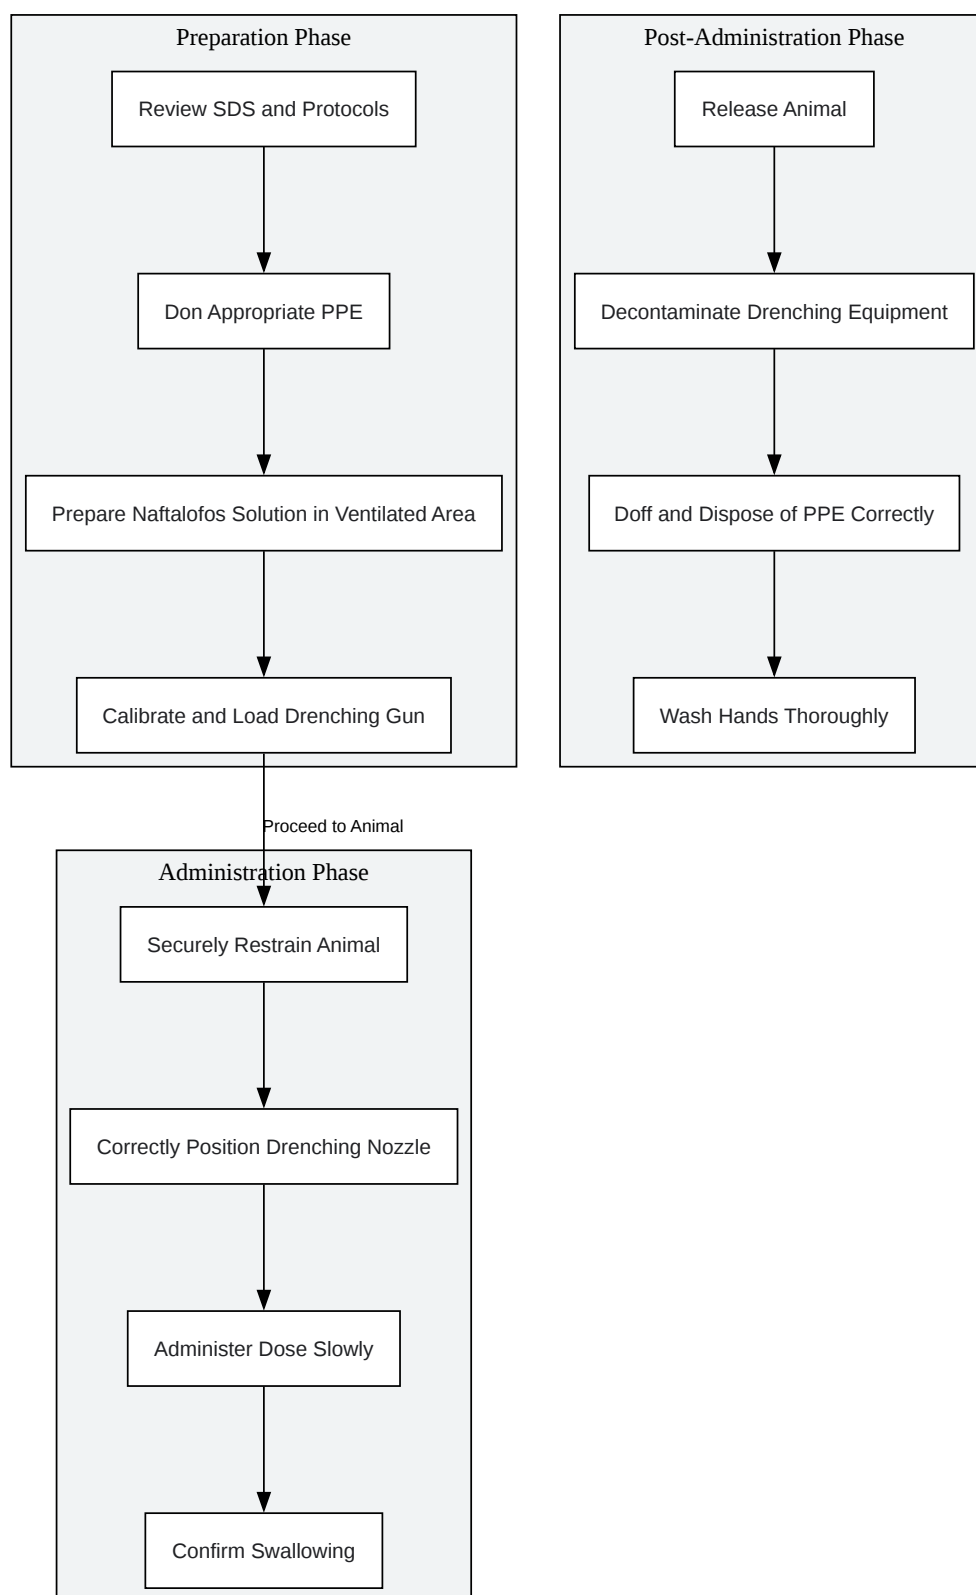 Preparation Phase
Review SDS and Protocols
Don Appropriate PPE
Prepare Naftalofos Solution in Ventilated Area
Calibrate and Load Drenching Gun
Proceed to Animal
Administration Phase
Securely Restrain Animal
Correctly Position Drenching Nozzle
Administer Dose Slowly
Confirm Swallowing
Post-Administration Phase
Release Animal
Decontaminate Drenching Equipment
Doff and Dispose of PPE Correctly
Wash Hands Thoroughly